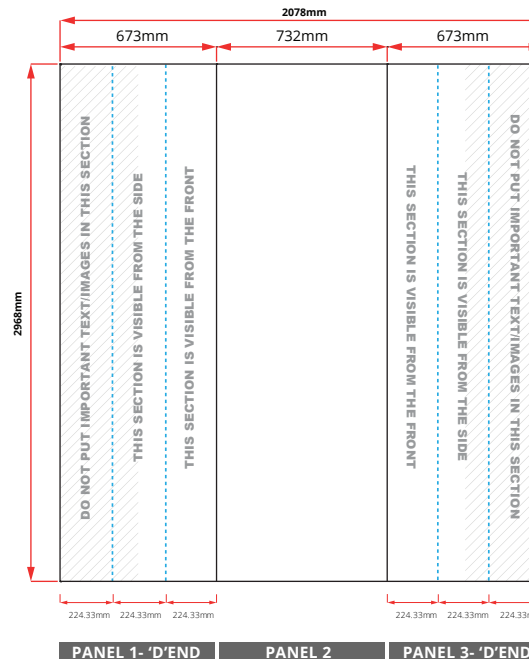 2078mm
673mm
732mm
673mm
2968mm
DO NOT PUT IMPORTANT TEXT/IMAGES IN THIS SECTION
THIS SECTION IS VISIBLE FROM THE SIDE
THIS SECTION IS VISIBLE FROM THE FRONT
THIS SECTION IS VISIBLE FROM THE FRONT
THIS SECTION IS VISIBLE FROM THE SIDE
DO NOT PUT IMPORTANT TEXT/IMAGES IN THIS SECTION
224.33mm
224.33mm
224.33mm
224.33mm
224.33mm
224.33m
PANEL 1- ‘D’END
PANEL 2
PANEL 3- ‘D’END